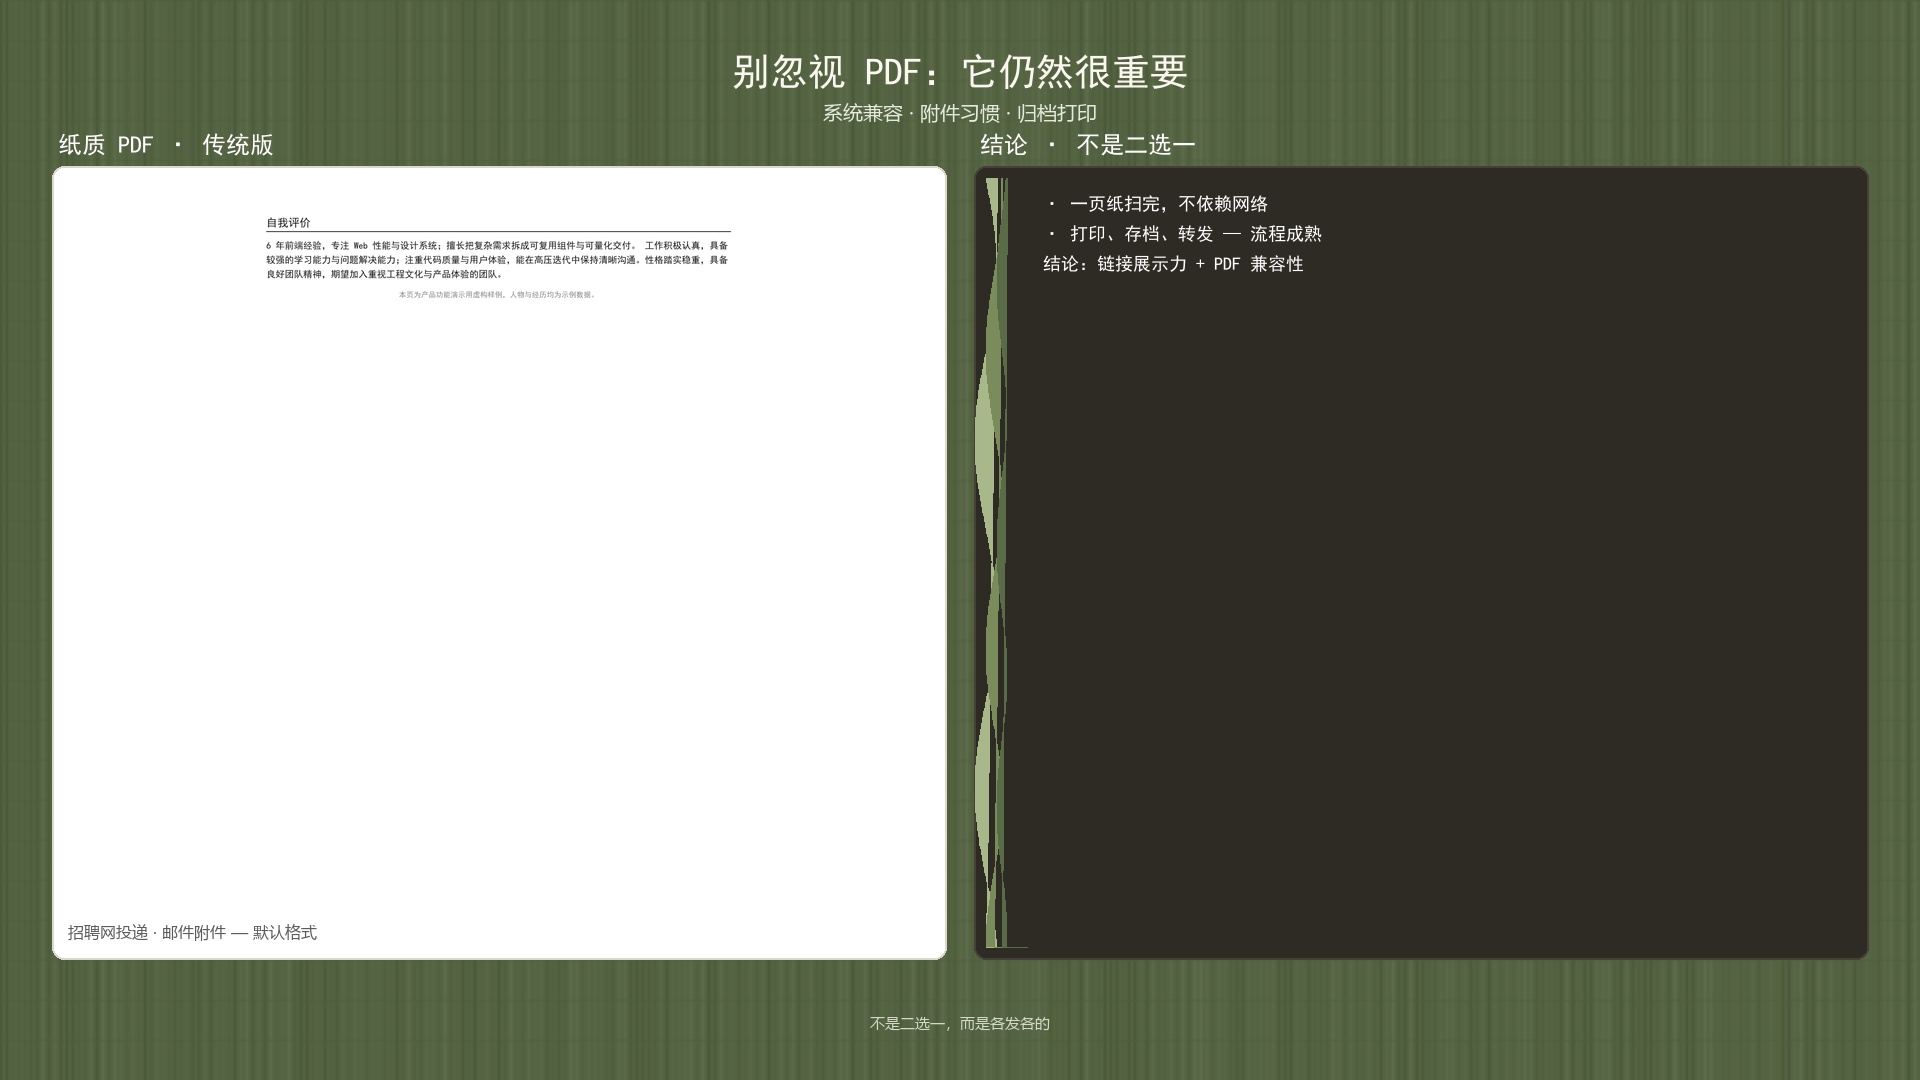 别忽视 PDF：它仍然很重要
系统兼容 · 附件习惯 · 归档打印
纸质 PDF · 传统版
自我评价
6 年前端经验，专注 Web 性能与设计系统；擅长把复杂需求拆成可复用组件与可量化交付。 工作积极认真，具备
较强的学习能力与问题解决能力；注重代码质量与用户体验，能在高压迭代中保持清晰沟通。性格踏实稳重，具备
良好团队精神，期望加入重视工程文化与产品体验的团队。
本页为产品功能演示用虚构样例，人物与经历均为示例数据。
招聘网投递 · 邮件附件 — 默认格式
结论 · 不是二选一
· 一页纸扫完，不依赖网络
· 打印、存档、转发 — 流程成熟
结论：链接展示力 + PDF 兼容性
不是二选一，而是各发各的